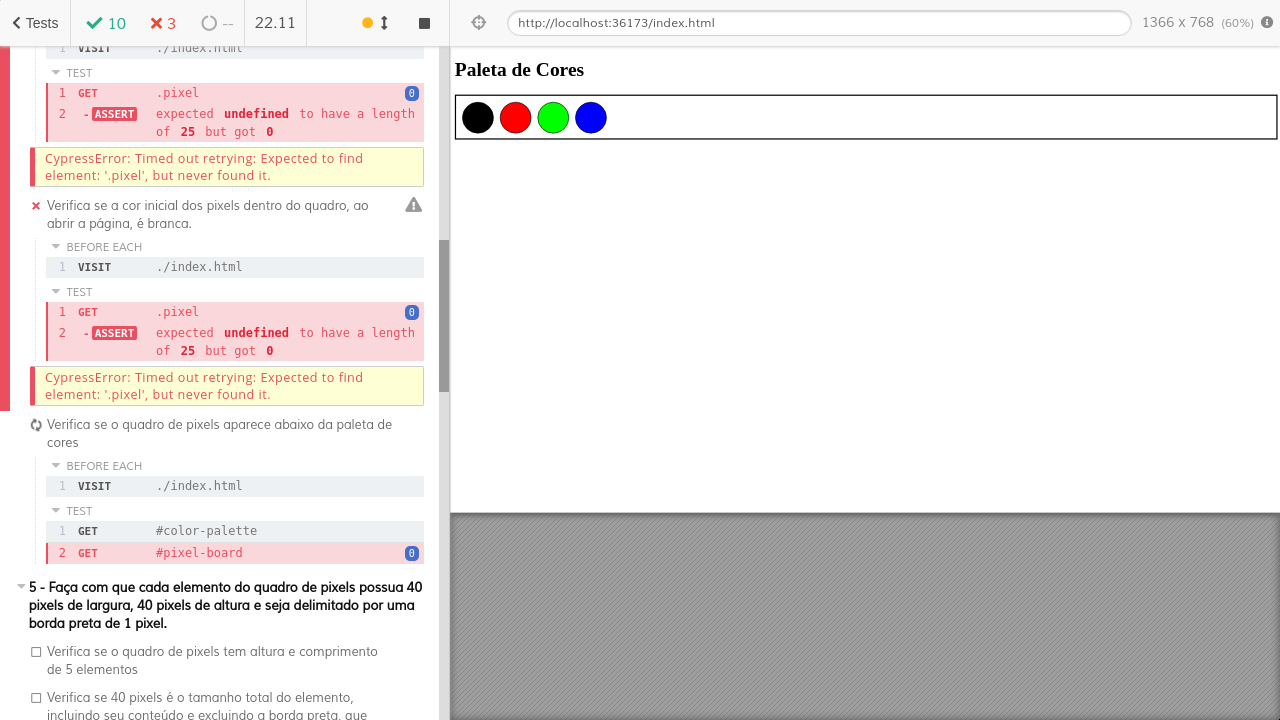 Tests 10 3 -- 22.11
http://localhost:36173/index.html 1366 x 768 (60%)
1 VISIT ./index.html
TEST
1 GET .pixel 0
2 -ASSERT expected undefined to have a length
of 25 but got 0
CypressError: Timed out retrying: Expected to find
element: '.pixel', but never found it.
Verifica se a cor inicial dos pixels dentro do quadro, ao
abrir a página, é branca.
BEFORE EACH
1 VISIT ./index.html
TEST
1 GET .pixel 0
2 -ASSERT expected undefined to have a length
of 25 but got 0
CypressError: Timed out retrying: Expected to find
element: '.pixel', but never found it.
Verifica se o quadro de pixels aparece abaixo da paleta de
cores
BEFORE EACH
1 VISIT ./index.html
TEST
1 GET #color-palette
2 GET #pixel-board 0
5 - Faça com que cada elemento do quadro de pixels possua 40
pixels de largura, 40 pixels de altura e seja delimitado por uma
borda preta de 1 pixel.
Verifica se o quadro de pixels tem altura e comprimento
de 5 elementos
Verifica se 40 pixels é o tamanho total do elemento,
incluindo seu conteúdo e excluindo a borda preta, que
Paleta de Cores